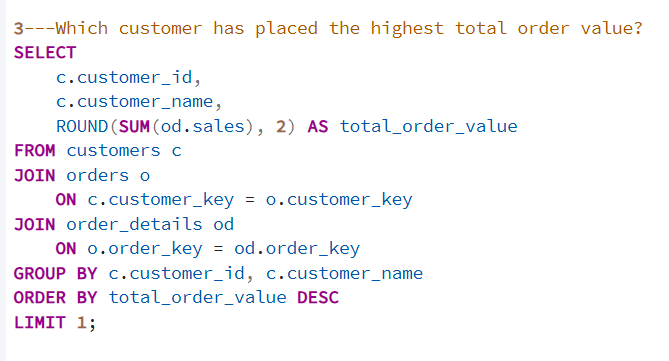 3---Which customer has placed the highest total order value?
SELECT
    c.customer_id,
    c.customer_name,
    ROUND(SUM(od.sales), 2) AS total_order_value
FROM customers c
JOIN orders o
    ON c.customer_key = o.customer_key
JOIN order_details od
    ON o.order_key = od.order_key
GROUP BY c.customer_id, c.customer_name
ORDER BY total_order_value DESC
LIMIT 1;